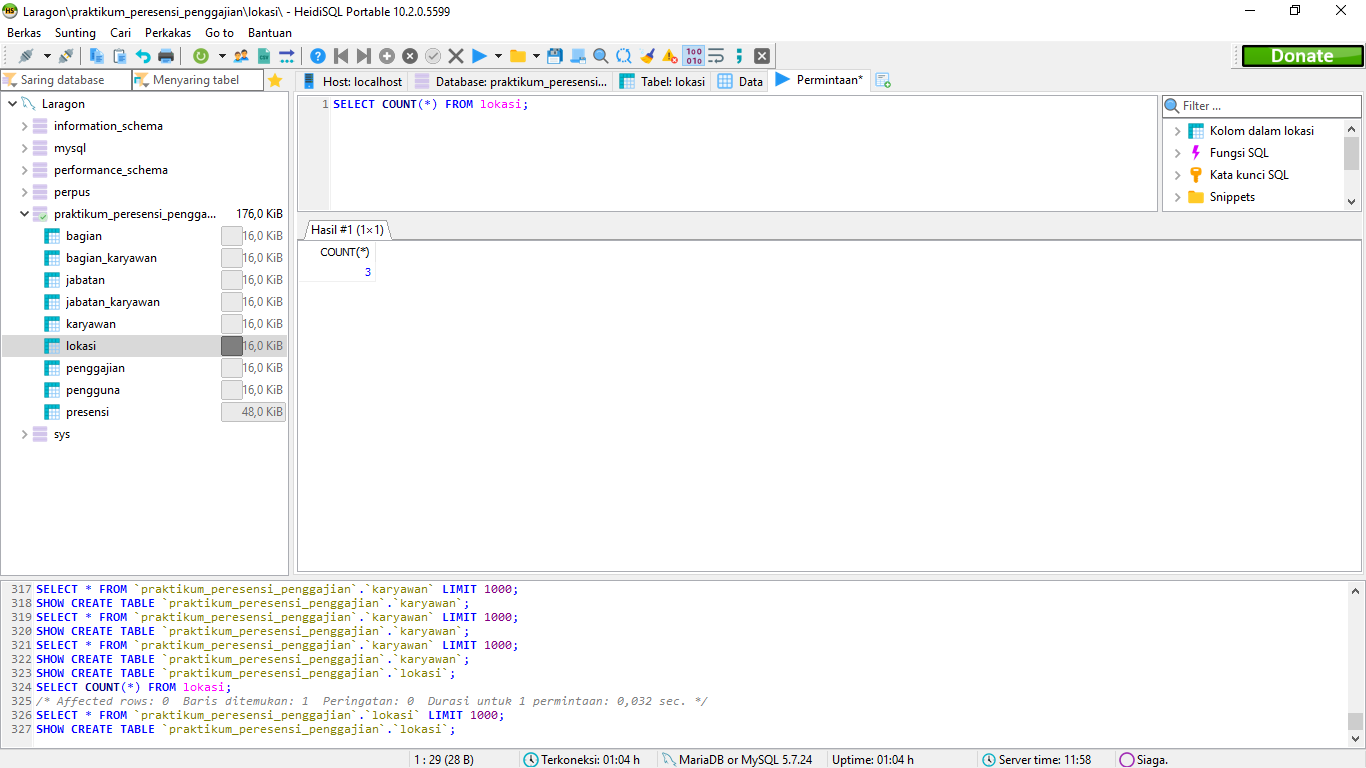 Laragon\praktikum_peresensi_penggajian\lokasi\ - HeidiSQL Portable 10.2.0.5599
Berkas Sunting Cari Perkakas Go to Bantuan
Donate
Saring database Menyaring tabel
Host: localhost Database: praktikum_peresensi... Tabel: lokasi Data Permintaan*
Laragon
information_schema
mysql
performance_schema
perpus
praktikum_peresensi_pengga... 176,0 KiB
bagian 16,0 KiB
bagian_karyawan 16,0 KiB
jabatan 16,0 KiB
jabatan_karyawan 16,0 KiB
karyawan 16,0 KiB
lokasi 16,0 KiB
penggajian 16,0 KiB
pengguna 16,0 KiB
presensi 48,0 KiB
sys
1 SELECT COUNT(*) FROM lokasi;
Filter ...
Kolom dalam lokasi
Fungsi SQL
Kata kunci SQL
Snippets
Hasil #1 (1×1)
COUNT(*)
3
317 SELECT * FROM `praktikum_peresensi_penggajian`.`karyawan` LIMIT 1000;
318 SHOW CREATE TABLE `praktikum_peresensi_penggajian`.`karyawan`;
319 SELECT * FROM `praktikum_peresensi_penggajian`.`karyawan` LIMIT 1000;
320 SHOW CREATE TABLE `praktikum_peresensi_penggajian`.`karyawan`;
321 SELECT * FROM `praktikum_peresensi_penggajian`.`karyawan` LIMIT 1000;
322 SHOW CREATE TABLE `praktikum_peresensi_penggajian`.`karyawan`;
323 SHOW CREATE TABLE `praktikum_peresensi_penggajian`.`lokasi`;
324 SELECT COUNT(*) FROM lokasi;
325 /* Affected rows: 0  Baris ditemukan: 1  Peringatan: 0  Durasi untuk 1 permintaan: 0,032 sec. */
326 SELECT * FROM `praktikum_peresensi_penggajian`.`lokasi` LIMIT 1000;
327 SHOW CREATE TABLE `praktikum_peresensi_penggajian`.`lokasi`;
1 : 29 (28 B) Terkoneksi: 01:04 h MariaDB or MySQL 5.7.24 Uptime: 01:04 h Server time: 11:58 Siaga.